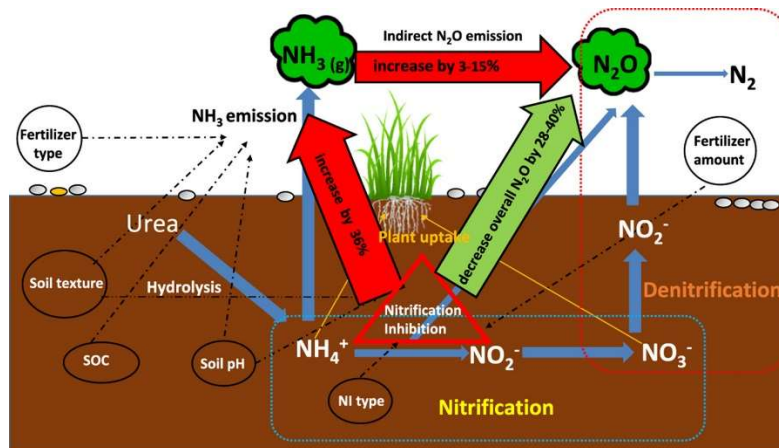 Indirect N₂O emission
NH₃ (g)
increase by 3-15%
N₂O
N₂
NH₃ emission
Fertilizer
type
Fertilizer
amount
increase by 36%
decrease overall N₂O by 28-40%
Urea
Plant uptake
NO₂⁻
Soil texture
Hydrolysis
Denitrification
Nitrification
Inhibition
SOC
Soil pH
NH₄⁺
NO₂⁻
NO₃⁻
NI type
Nitrification